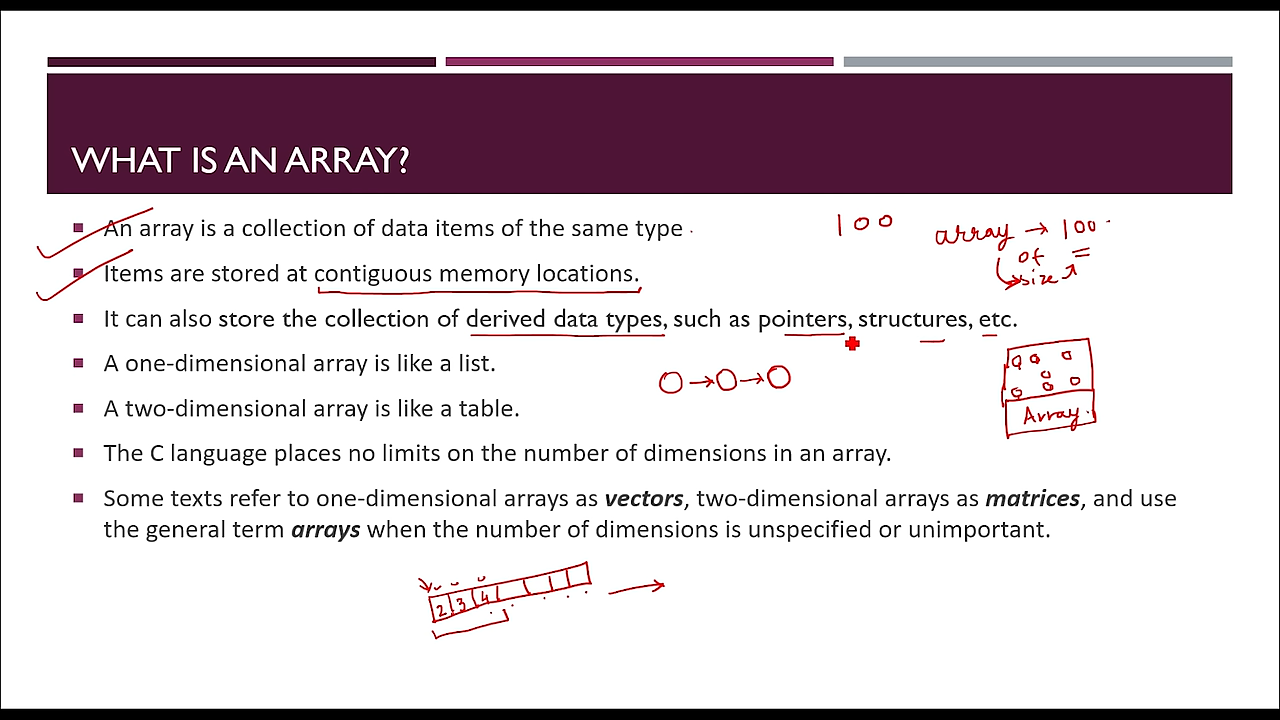 WHAT IS AN ARRAY?
An array is a collection of data items of the same type
100
array → 100
of
size
Items are stored at contiguous memory locations.
It can also store the collection of derived data types, such as pointers, structures, etc.
A one-dimensional array is like a list.
Array
A two-dimensional array is like a table.
The C language places no limits on the number of dimensions in an array.
Some texts refer to one-dimensional arrays as vectors, two-dimensional arrays as matrices, and use
the general term arrays when the number of dimensions is unspecified or unimportant.
2 3 4